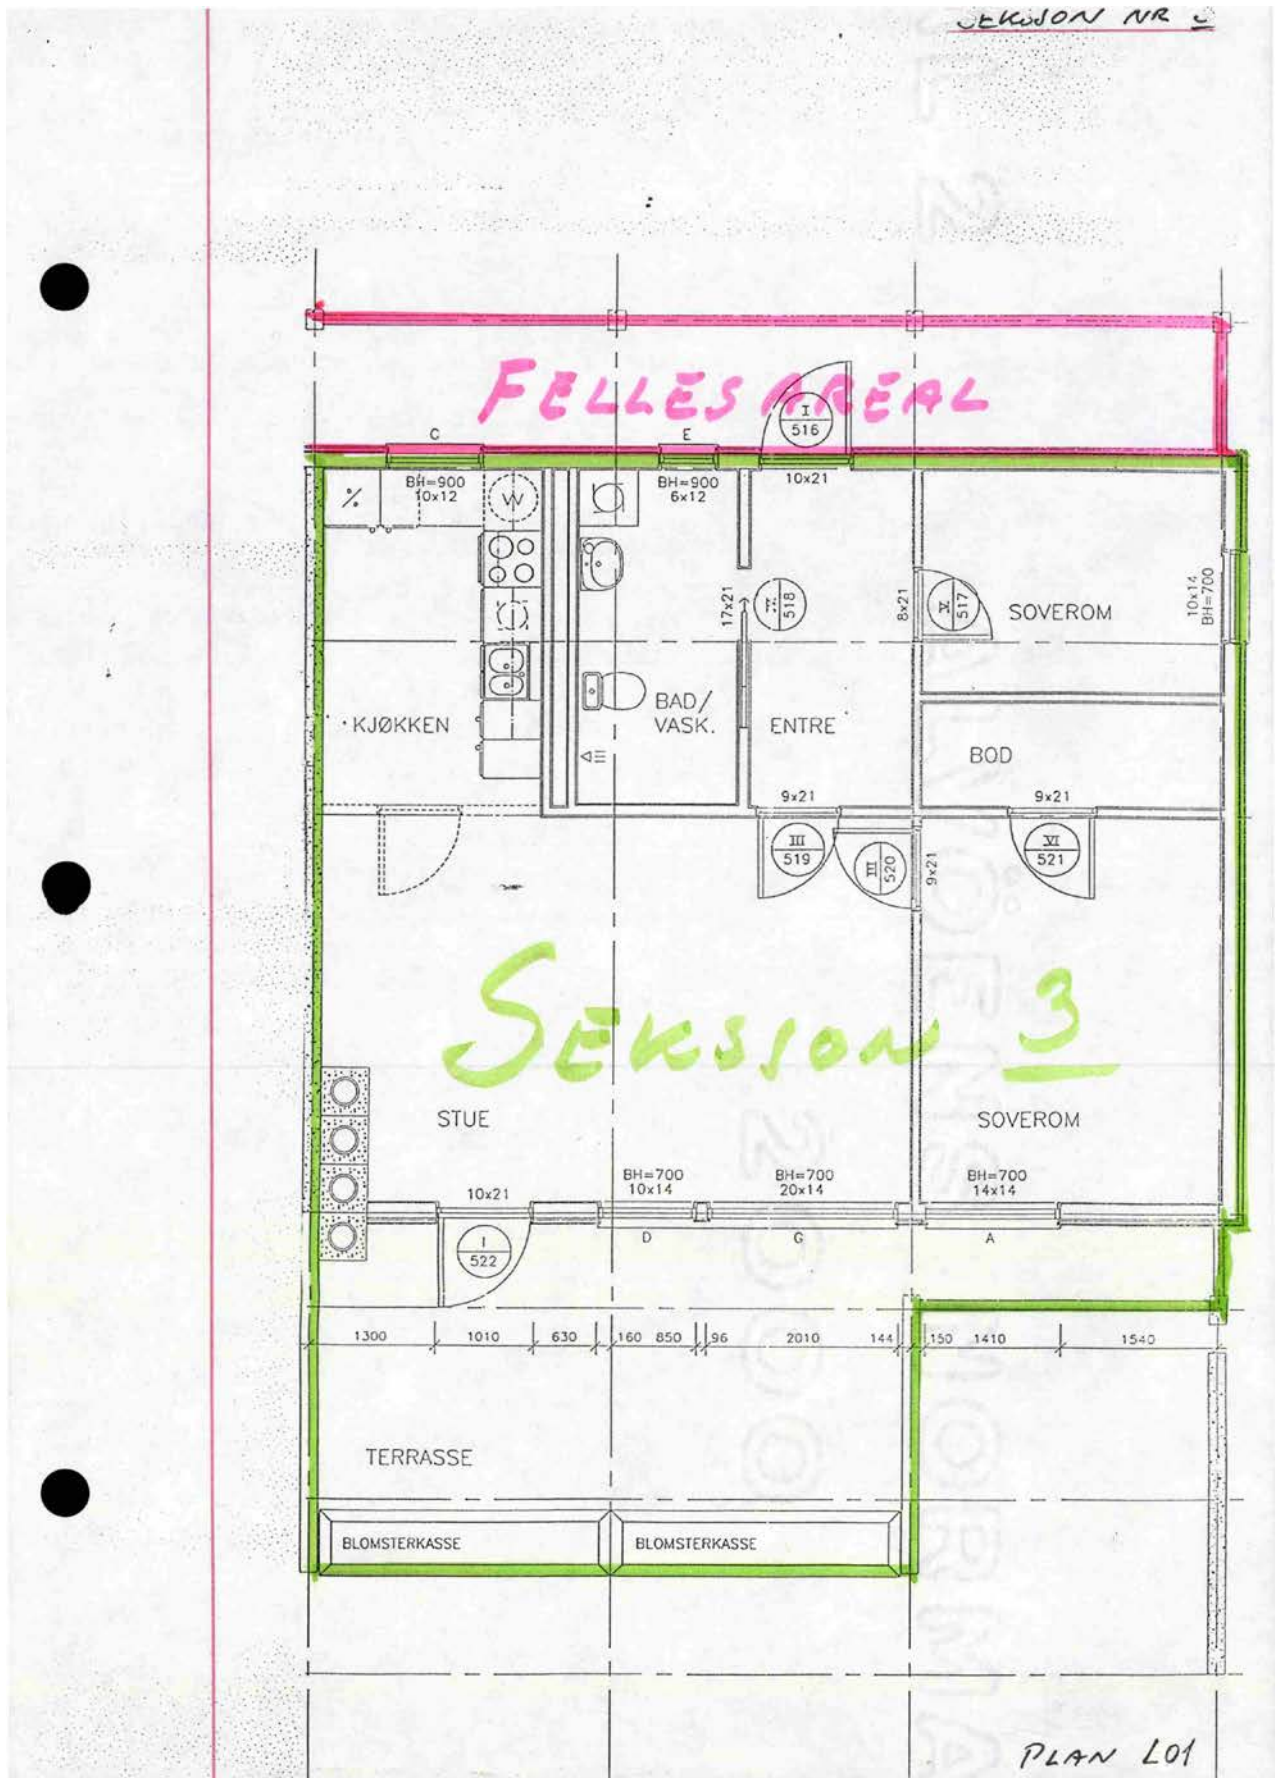 SEKSJON NR
FELLESAREAL
I
516
C
E
BH=900
10x12
BH=900
6x12
10x21
%
W
17x21
518
8x21
V
517
10x14
BH=700
SOVEROM
KJØKKEN
BAD/
VASK.
ENTRE
BOD
9x21
9x21
III
519
III
520
9x21
VI
521
SEKSJON 3
STUE
SOVEROM
10x21
BH=700
10x14
BH=700
20x14
BH=700
14x14
D
G
A
I
522
1300
1010
630
160
850
96
2010
144
150
1410
1540
TERRASSE
BLOMSTERKASSE
BLOMSTERKASSE
PLAN L01